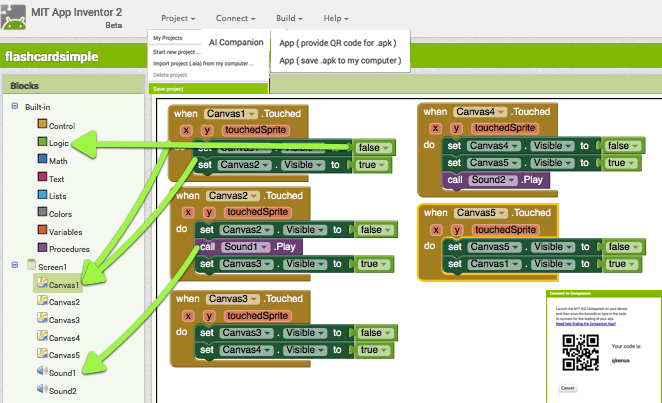 MIT App Inventor 2
Beta
Project Connect Build Help
My Projects
Start new project ...
Import project (.aia) from my computer ...
Delete project
Save project
AI Companion
App ( provide QR code for .apk )
App ( save .apk to my computer )
flashcardsimple
Blocks
Built-in
Control
Logic
Math
Text
Lists
Colors
Variables
Procedures
Screen1
Canvas1
Canvas2
Canvas3
Canvas4
Canvas5
Sound1
Sound2
when Canvas1 .Touched
x y touchedSprite
do set Canvas1 . Visible to false
set Canvas2 . Visible to true
when Canvas2 .Touched
x y touchedSprite
do set Canvas2 . Visible to false
call Sound1 .Play
set Canvas3 . Visible to true
when Canvas3 .Touched
x y touchedSprite
do set Canvas3 . Visible to false
set Canvas4 . Visible to true
when Canvas4 .Touched
x y touchedSprite
do set Canvas4 . Visible to false
set Canvas5 . Visible to true
call Sound2 .Play
when Canvas5 .Touched
x y touchedSprite
do set Canvas5 . Visible to false
set Canvas1 . Visible to true
Connect to Companion
Launch the MIT AI2 Companion on your device
and then scan the barcode or type in the code
to connect for live testing of your app.
Need help finding the Companion App?
Your code is:
qkenus
Cancel